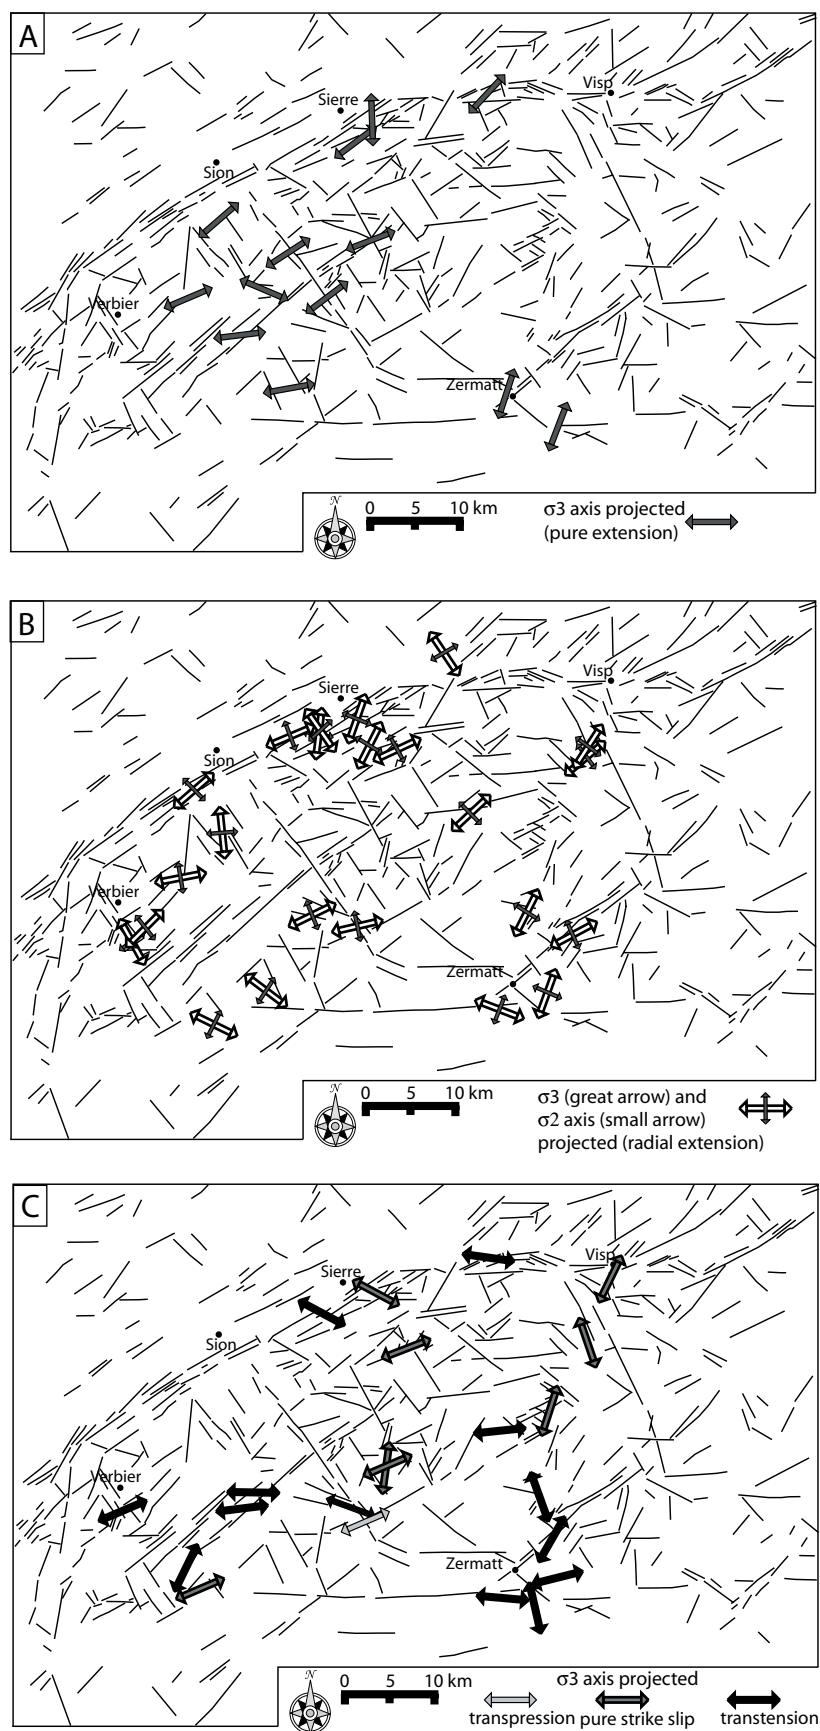 A
Visp
Sierre
Sion
Verbier
Zermatt
N
0 5 10 km
σ3 axis projected
(pure extension)
B
Visp
Sierre
Sion
Verbier
Zermatt
N
0 5 10 km
σ3 (great arrow) and
σ2 axis (small arrow)
projected (radial extension)
C
Visp
Sierre
Sion
Verbier
Zermatt
N
0 5 10 km
σ3 axis projected
transpression pure strike slip transtension